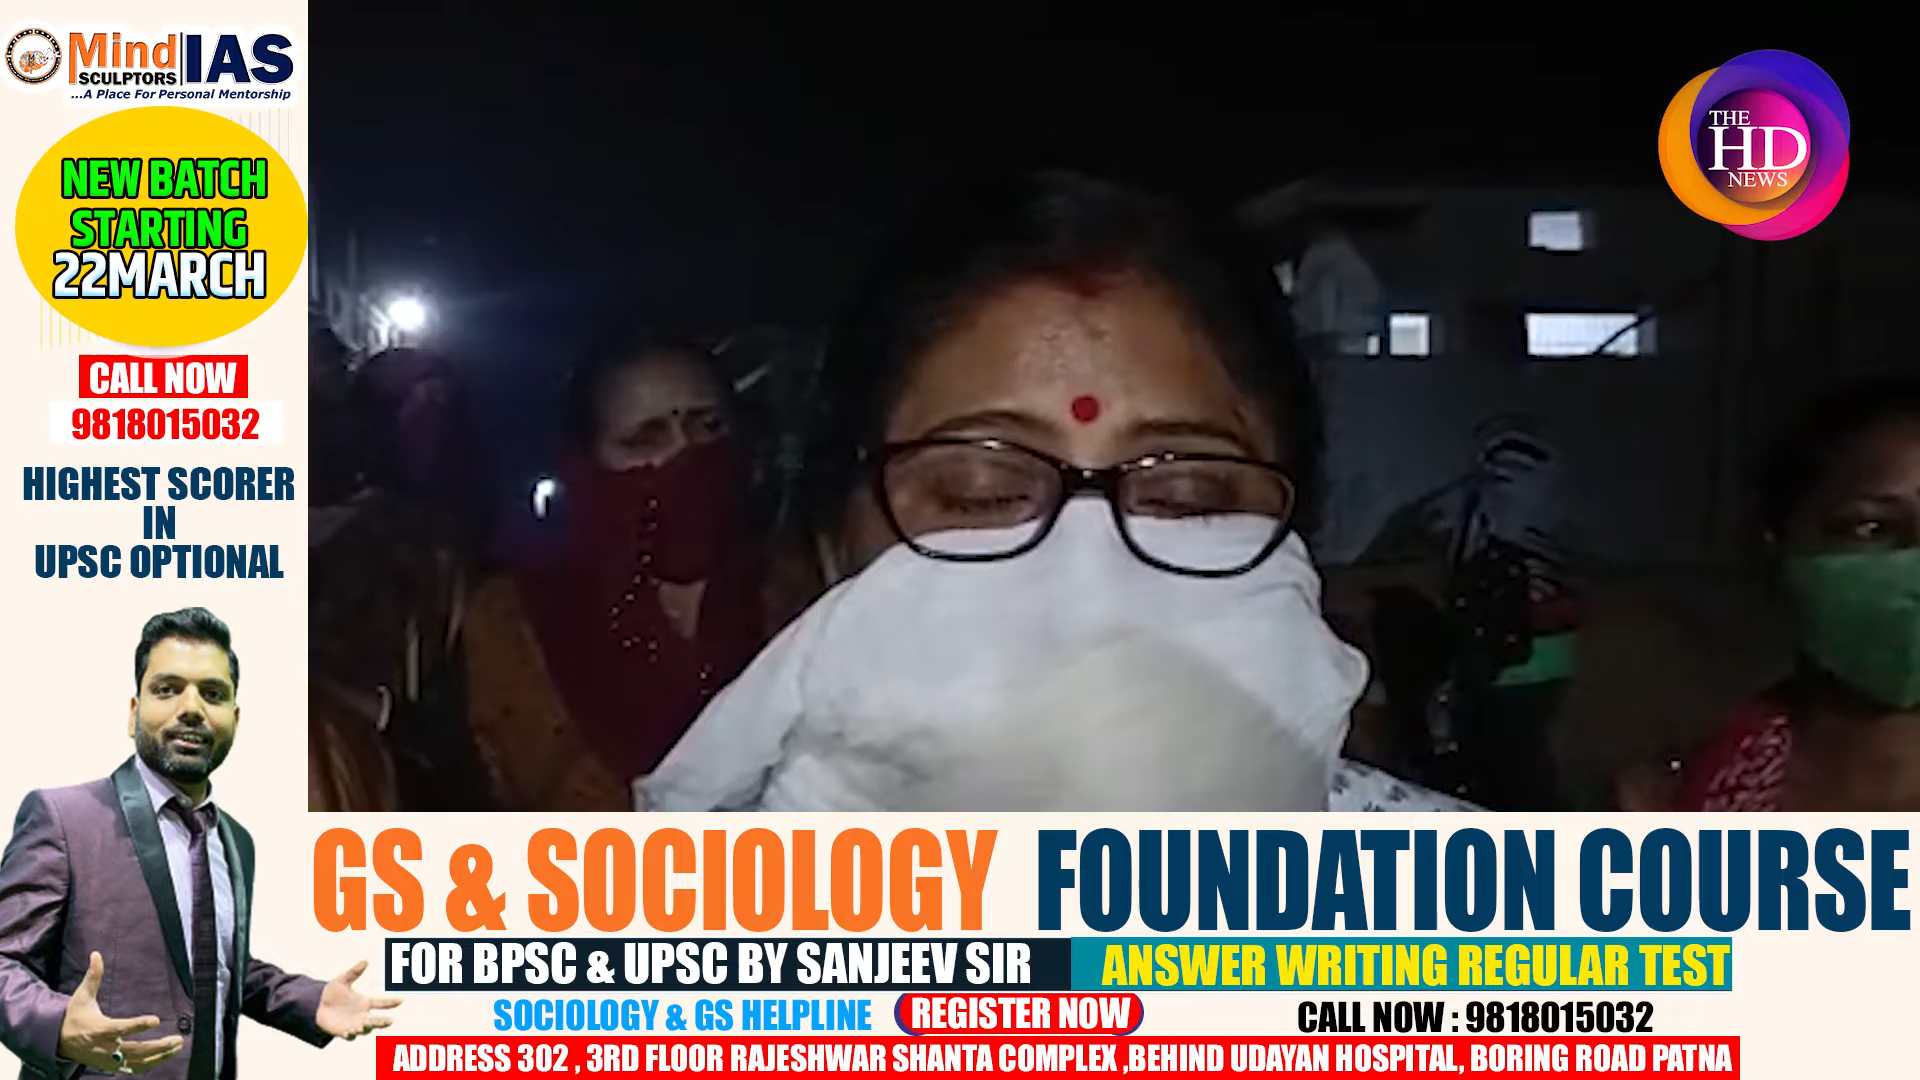 Mind
SCULPTORS
IAS
...A Place For Personal Mentorship
NEW BATCH
STARTING
22MARCH
CALL NOW
9818015032
HIGHEST SCORER
IN
UPSC OPTIONAL
THE
HD
NEWS
GS & SOCIOLOGY FOUNDATION COURSE
FOR BPSC & UPSC BY SANJEEV SIR
ANSWER WRITING REGULAR TEST
SOCIOLOGY & GS HELPLINE
REGISTER NOW
CALL NOW : 9818015032
ADDRESS 302 , 3RD FLOOR RAJESHWAR SHANTA COMPLEX ,BEHIND UDAYAN HOSPITAL, BORING ROAD PATNA